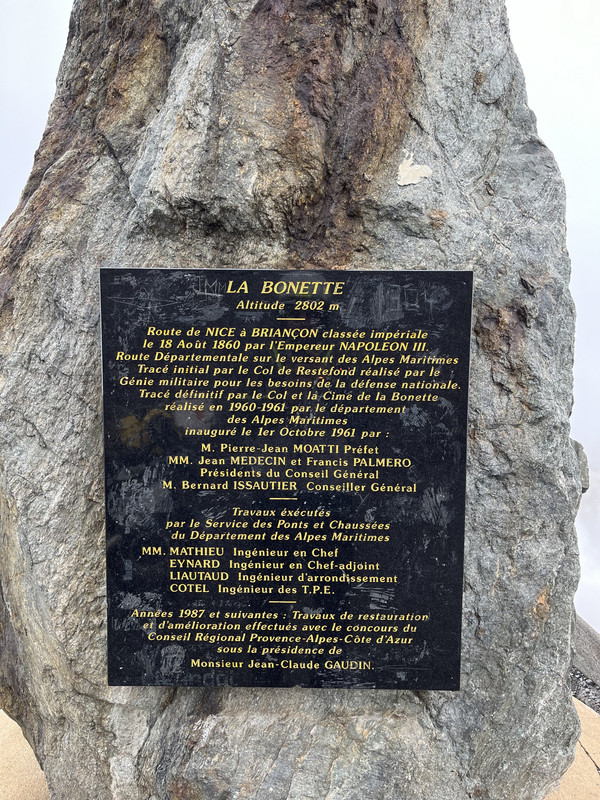 LA BONETTE
Altitude 2802 m
Route de NICE à BRIANÇON classée impériale
le 18 Août 1860 par l'Empereur NAPOLEON III.
Route Départementale sur le versant des Alpes Maritimes
Tracé initial par le Col de Restefond réalisé par le
Génie militaire pour les besoins de la défense nationale.
Tracé définitif par le Col et la Cime de la Bonette
réalisé en 1960-1961 par le département
des Alpes Maritimes
inauguré le 1er Octobre 1961 par :
M. Pierre-Jean MOATTI Préfet
MM. Jean MEDECIN et Francis PALMERO
Présidents du Conseil Général
M. Bernard ISSAUTIER Conseiller Général
Travaux éxécutés
par le Service des Ponts et Chaussées
du Département des Alpes Maritimes
MM. MATHIEU Ingénieur en Chef
EYNARD Ingénieur en Chef-adjoint
LIAUTAUD Ingénieur d'arrondissement
COTEL Ingénieur des T.P.E.
Années 1987 et suivantes : Travaux de restauration
et d'amélioration effectués avec le concours du
Conseil Régional Provence-Alpes-Côte d'Azur
sous la présidence de
Monsieur Jean-Claude GAUDIN.